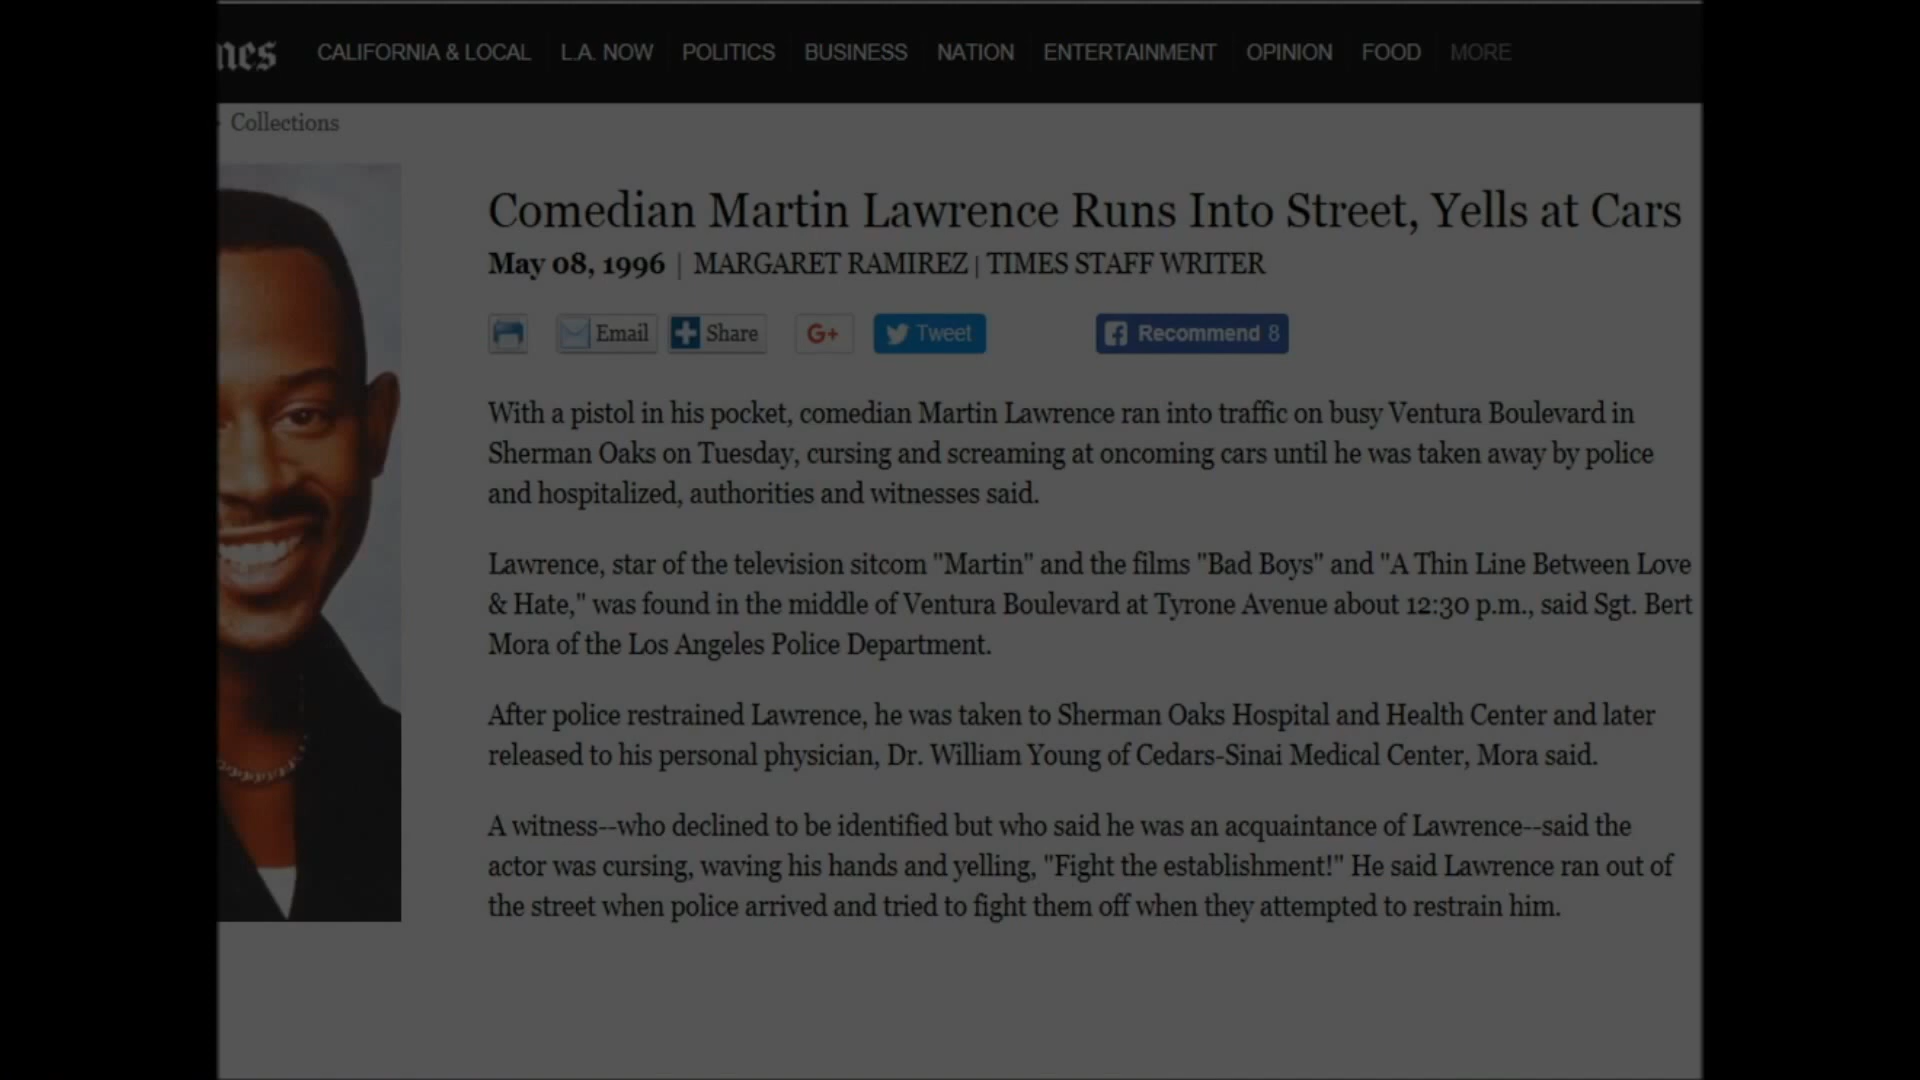 mes
CALIFORNIA & LOCAL L.A. NOW POLITICS BUSINESS NATION ENTERTAINMENT OPINION FOOD MORE
Collections
Comedian Martin Lawrence Runs Into Street, Yells at Cars
May 08, 1996 | MARGARET RAMIREZ | TIMES STAFF WRITER
Email Share G+ Tweet Recommend 8
With a pistol in his pocket, comedian Martin Lawrence ran into traffic on busy Ventura Boulevard in
Sherman Oaks on Tuesday, cursing and screaming at oncoming cars until he was taken away by police
and hospitalized, authorities and witnesses said.
Lawrence, star of the television sitcom "Martin" and the films "Bad Boys" and "A Thin Line Between Love
& Hate," was found in the middle of Ventura Boulevard at Tyrone Avenue about 12:30 p.m., said Sgt. Bert
Mora of the Los Angeles Police Department.
After police restrained Lawrence, he was taken to Sherman Oaks Hospital and Health Center and later
released to his personal physician, Dr. William Young of Cedars-Sinai Medical Center, Mora said.
A witness--who declined to be identified but who said he was an acquaintance of Lawrence--said the
actor was cursing, waving his hands and yelling, "Fight the establishment!" He said Lawrence ran out of
the street when police arrived and tried to fight them off when they attempted to restrain him.